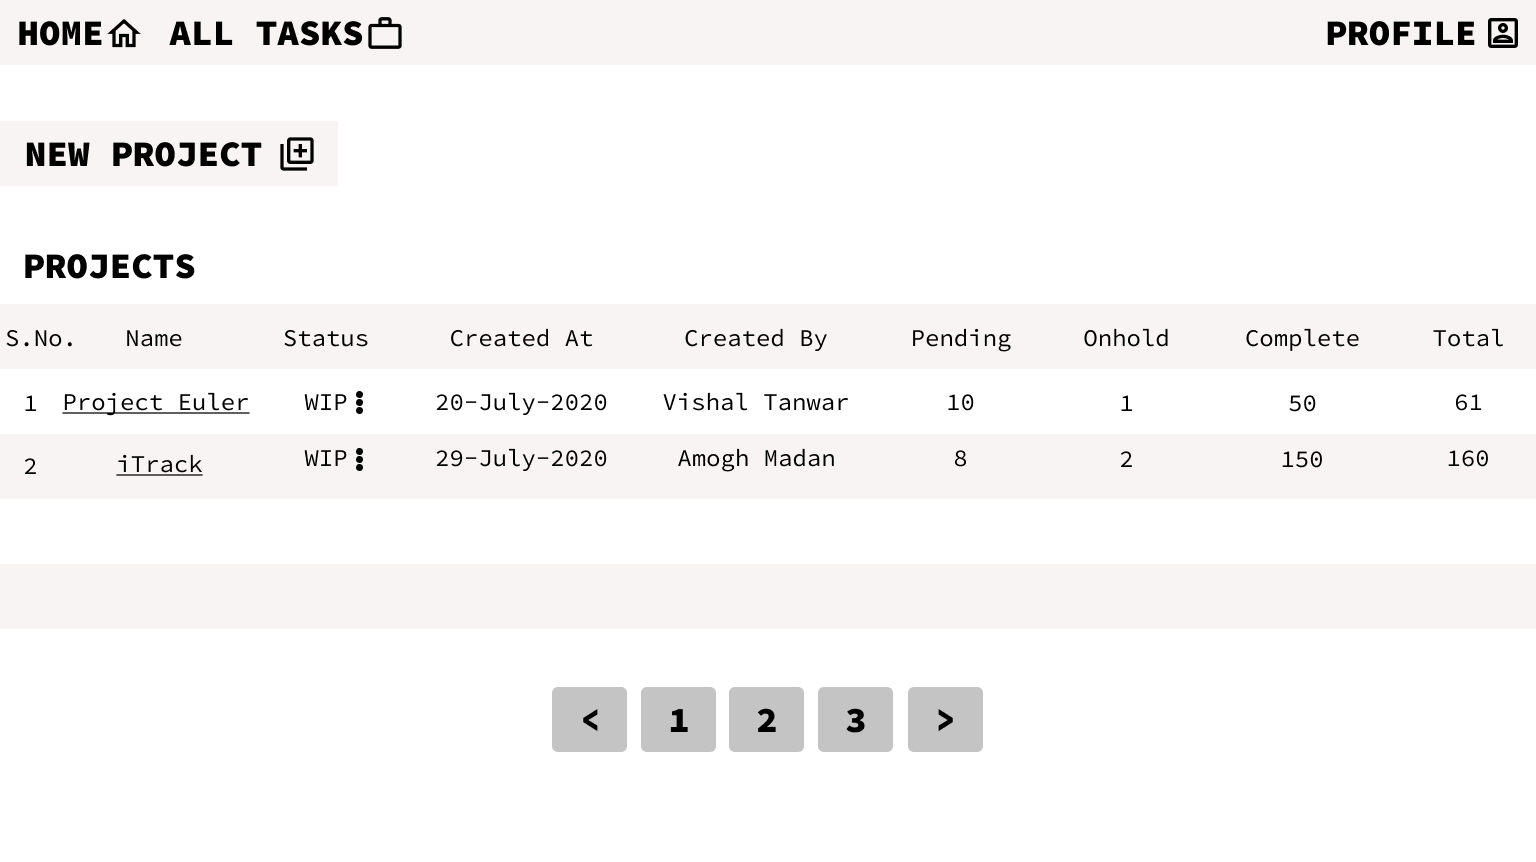 HOME ALL TASKS PROFILE
NEW PROJECT
PROJECTS
S.No. Name Status Created At Created By Pending Onhold Complete Total
1 Project Euler WIP 20-July-2020 Vishal Tanwar 10 1 50 61
2 iTrack WIP 29-July-2020 Amogh Madan 8 2 150 160
< 1 2 3 >